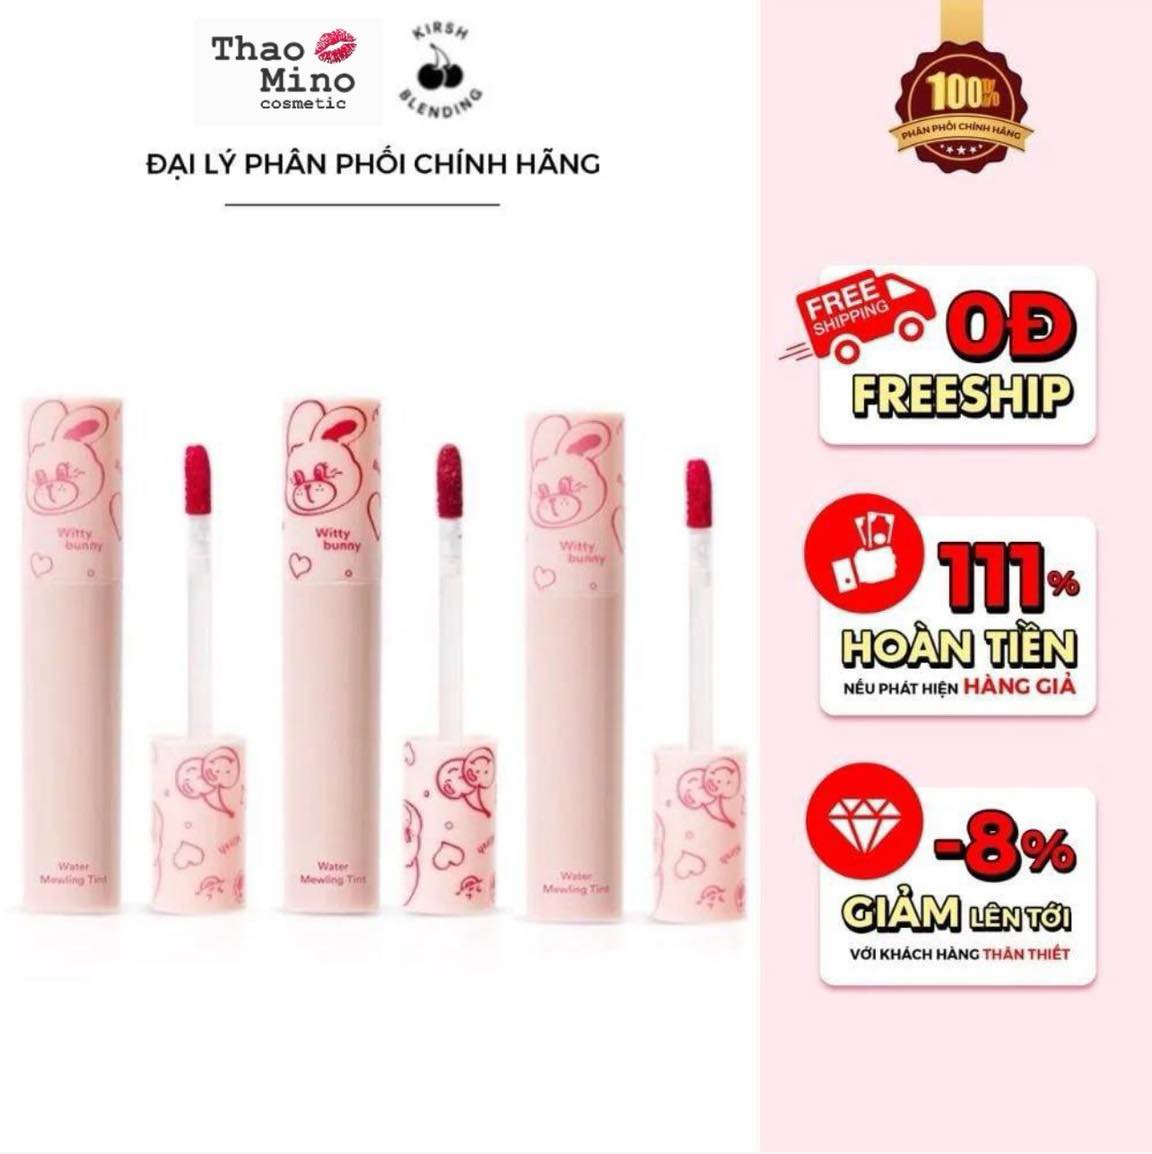 Thao
Mino
cosmetic
KIRSH
BLENDING
ĐẠI LÝ PHÂN PHỐI CHÍNH HÃNG
100%
PHÂN PHỐI CHÍNH HÃNG
FREE
SHIPPING
0Đ
FREESHIP
111%
HOÀN TIỀN
NẾU PHÁT HIỆN HÀNG GIẢ
-8%
GIẢM LÊN TỚI
VỚI KHÁCH HÀNG THÂN THIẾT
Witty
bunny
Water
Mewling Tint
Witty
bunny
Water
Mewling Tint
Witty
bunny
Water
Mewling Tint